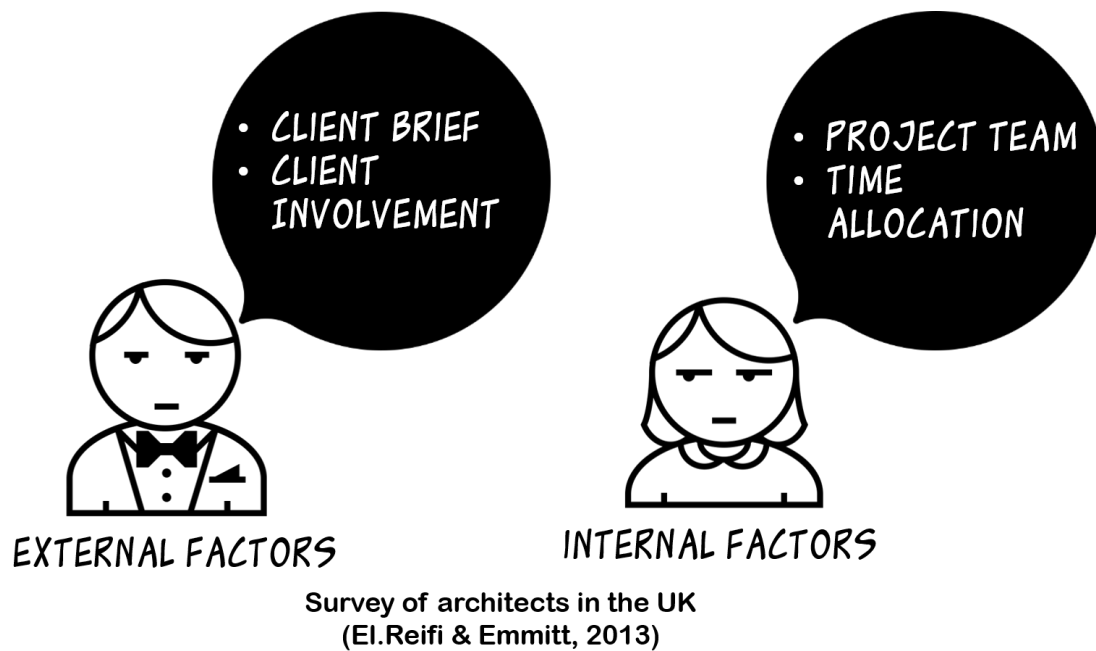 • CLIENT BRIEF
• CLIENT
INVOLVEMENT
• PROJECT TEAM
• TIME
ALLOCATION
EXTERNAL FACTORS
INTERNAL FACTORS
Survey of architects in the UK
(El.Reifi & Emmitt, 2013)